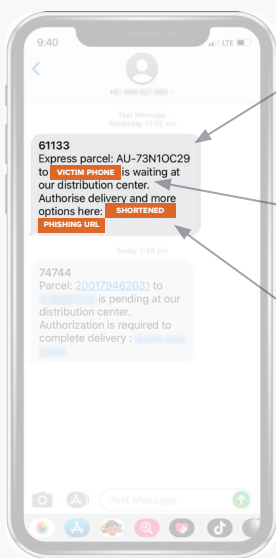 9:40
LTE
Text Message
Yesterday 10:22 am
61133
Express parcel: AU-73N1OC29
to VICTIM PHONE is waiting at
our distribution center.
Authorise delivery and more
options here: SHORTENED
PHISHING URL
Today 2:46 pm
74744
Parcel: 200179462031 to
is pending at our
distribution center.
Authorization is required to
complete delivery :
Text Message